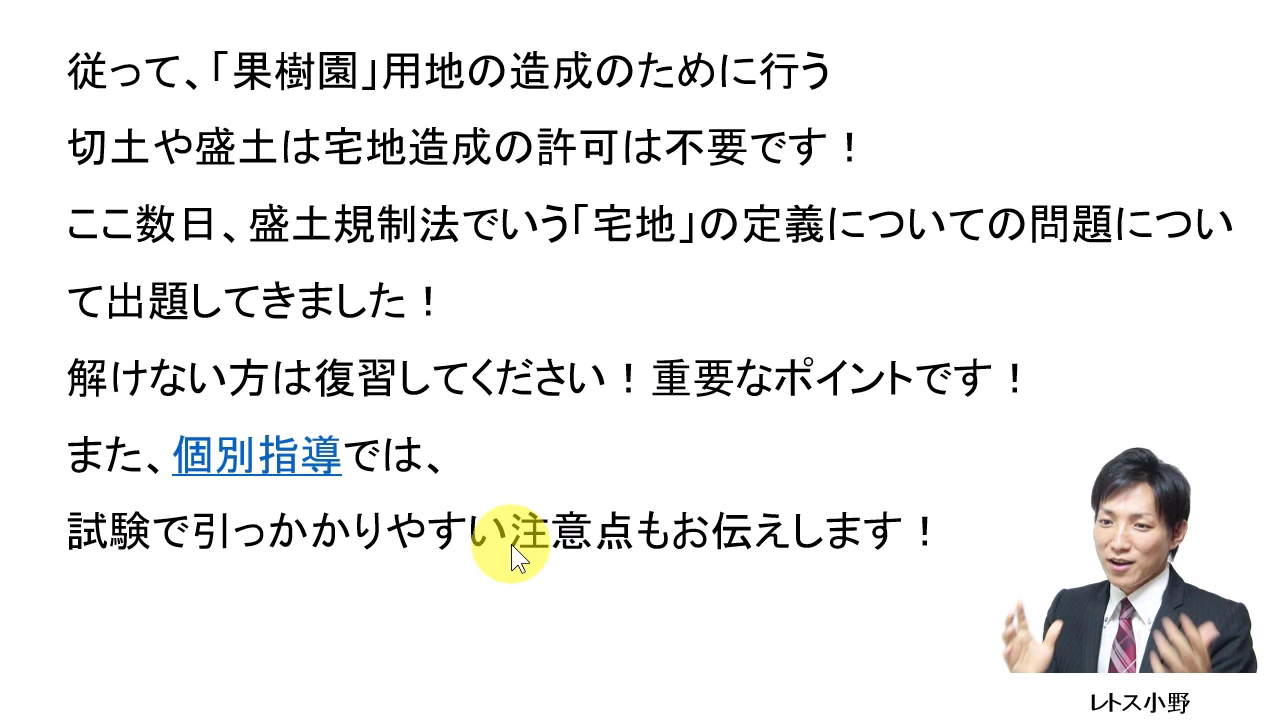 従って、「果樹園」用地の造成のために行う
切土や盛土は宅地造成の許可は不要です！
ここ数日、盛土規制法でいう「宅地」の定義についての問題につい
て出題してきました！
解けない方は復習してください！重要なポイントです！
また、個別指導では、
試験で引っかかりやすい注意点もお伝えします！
レトス小野